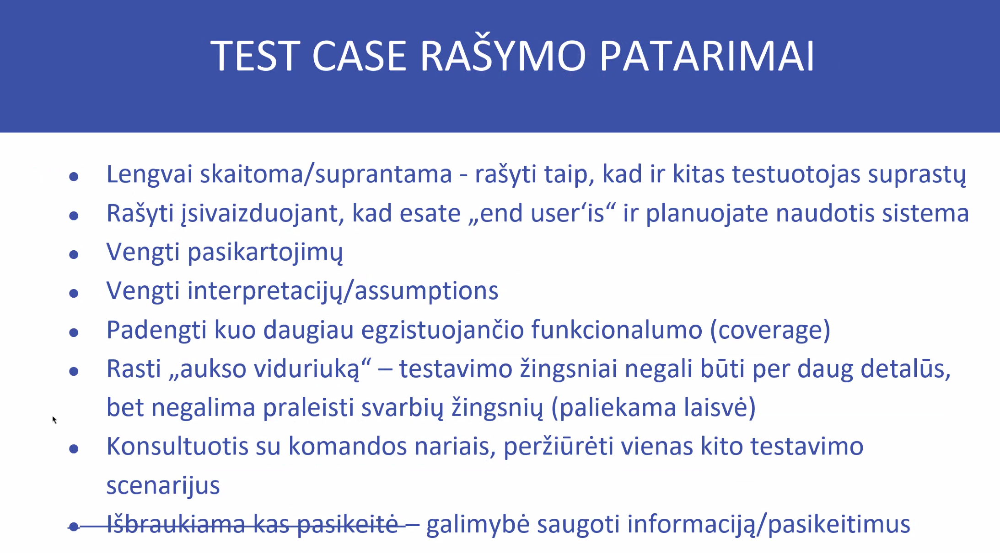 TEST CASE RAŠYMO PATARIMAI
● Lengvai skaitoma/suprantama - rašyti taip, kad ir kitas testuotojas suprastų
● Rašyti įsivaizduojant, kad esate „end user‘is“ ir planuojate naudotis sistema
● Vengti pasikartojimų
● Vengti interpretacijų/assumptions
● Padengti kuo daugiau egzistuojančio funkcionalumo (coverage)
● Rasti „aukso viduriuką“ – testavimo žingsniai negali būti per daug detalūs,
bet negalima praleisti svarbių žingsnių (paliekama laisvė)
● Konsultuotis su komandos nariais, peržiūrėti vienas kito testavimo
scenarijus
● Išbraukiama kas pasikeitė – galimybė saugoti informaciją/pasikeitimus